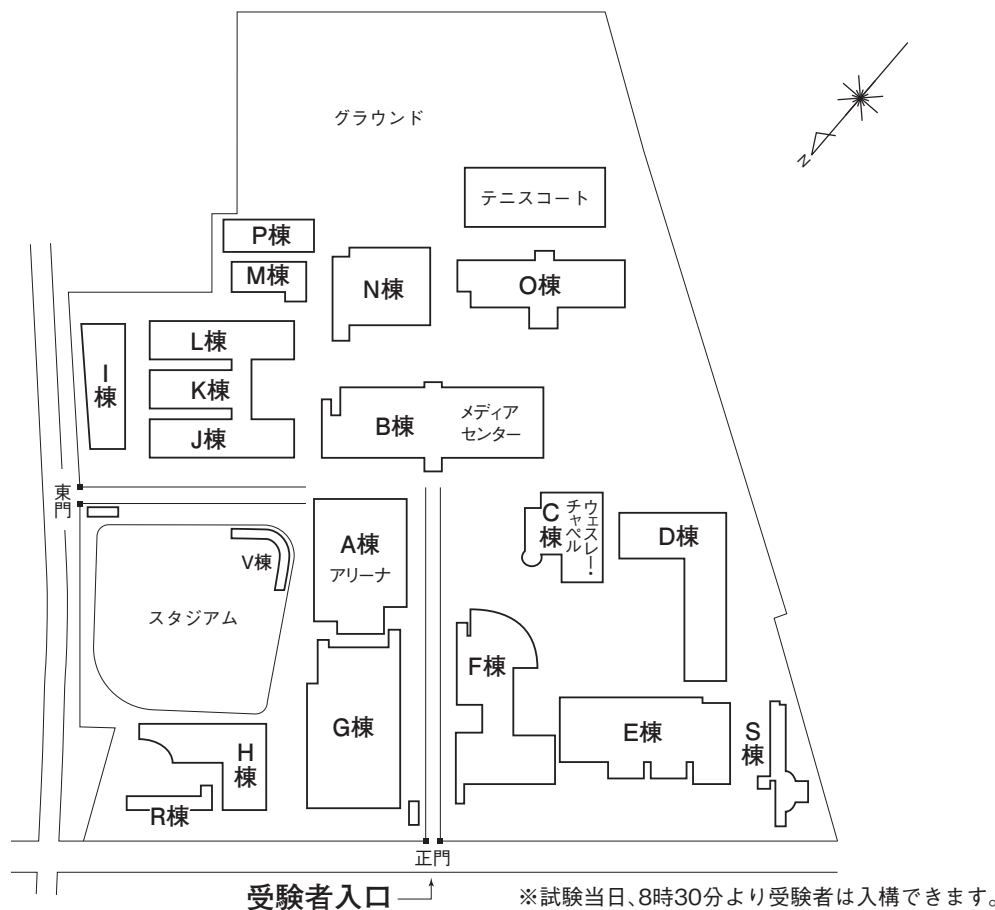 グラウンド
テニスコート
N
P棟
M棟
N棟
O棟
L棟
I棟
K棟
J棟
B棟
メディア
センター
東門
A棟
アリーナ
V棟
スタジアム
C棟
ウェスレー・
チャペル
D棟
F棟
G棟
E棟
S棟
H棟
R棟
正門
受験者入口
※試験当日、8時30分より受験者は入構できます。